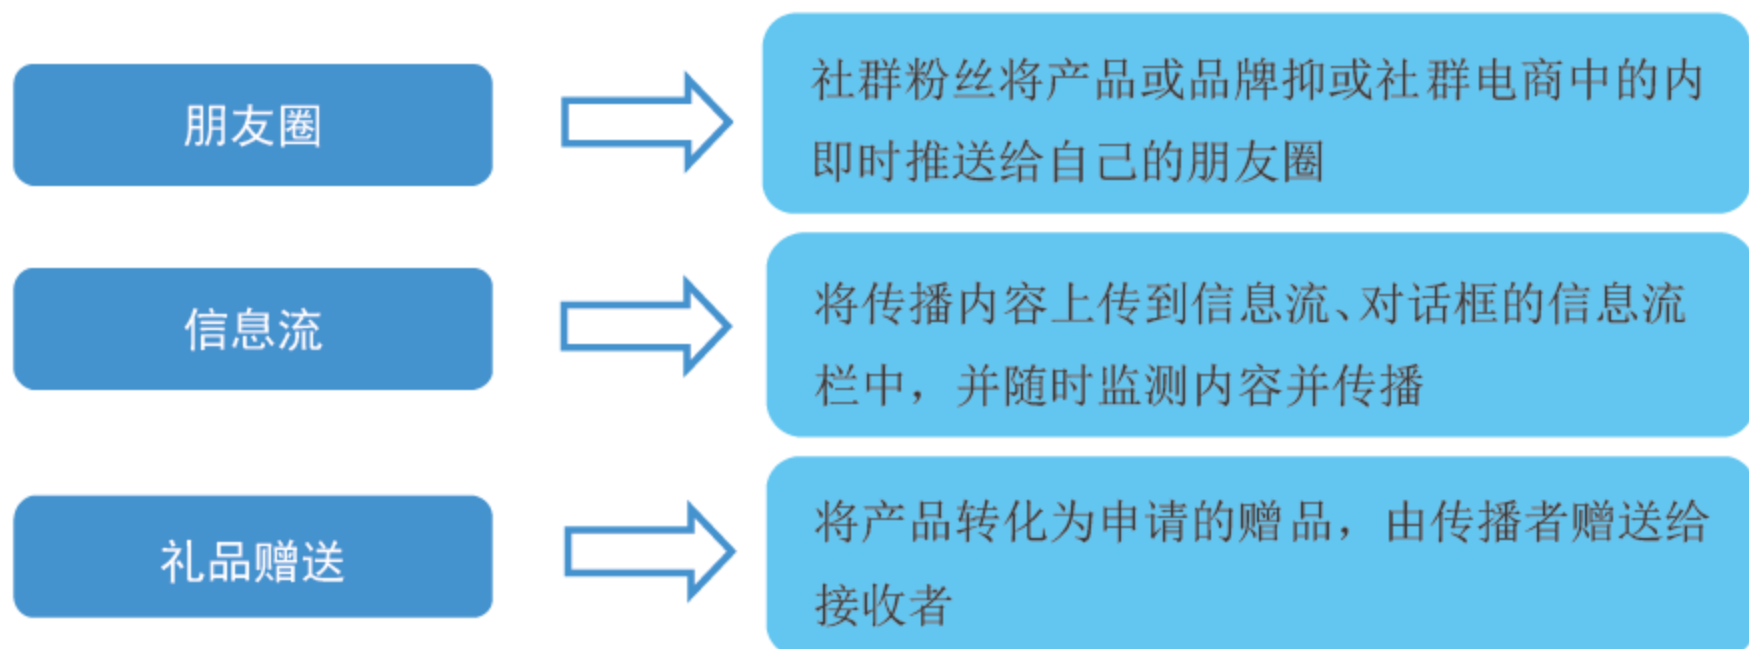 朋友圈
社群粉丝将产品或品牌抑或社群电商中的内
即时推送给自己的朋友圈
信息流
将传播内容上传到信息流、对话框的信息流
栏中，并随时监测内容并传播
礼品赠送
将产品转化为申请的赠品，由传播者赠送给
接收者